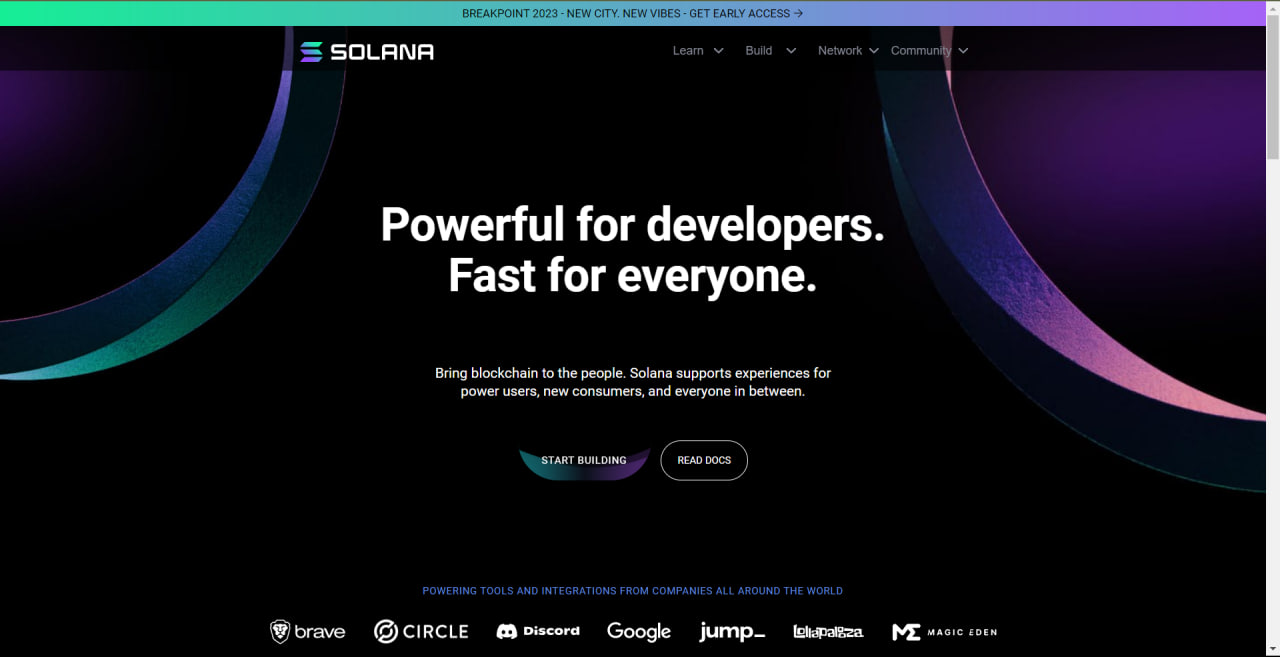 BREAKPOINT 2023 - NEW CITY. NEW VIBES - GET EARLY ACCESS →
SOLANA
Learn
Build
Network
Community
Powerful for developers.
Fast for everyone.
Bring blockchain to the people. Solana supports experiences for
power users, new consumers, and everyone in between.
START BUILDING
READ DOCS
POWERING TOOLS AND INTEGRATIONS FROM COMPANIES ALL AROUND THE WORLD
brave
CIRCLE
Discord
Google
jump_
Lollapalooza
MAGIC EDEN